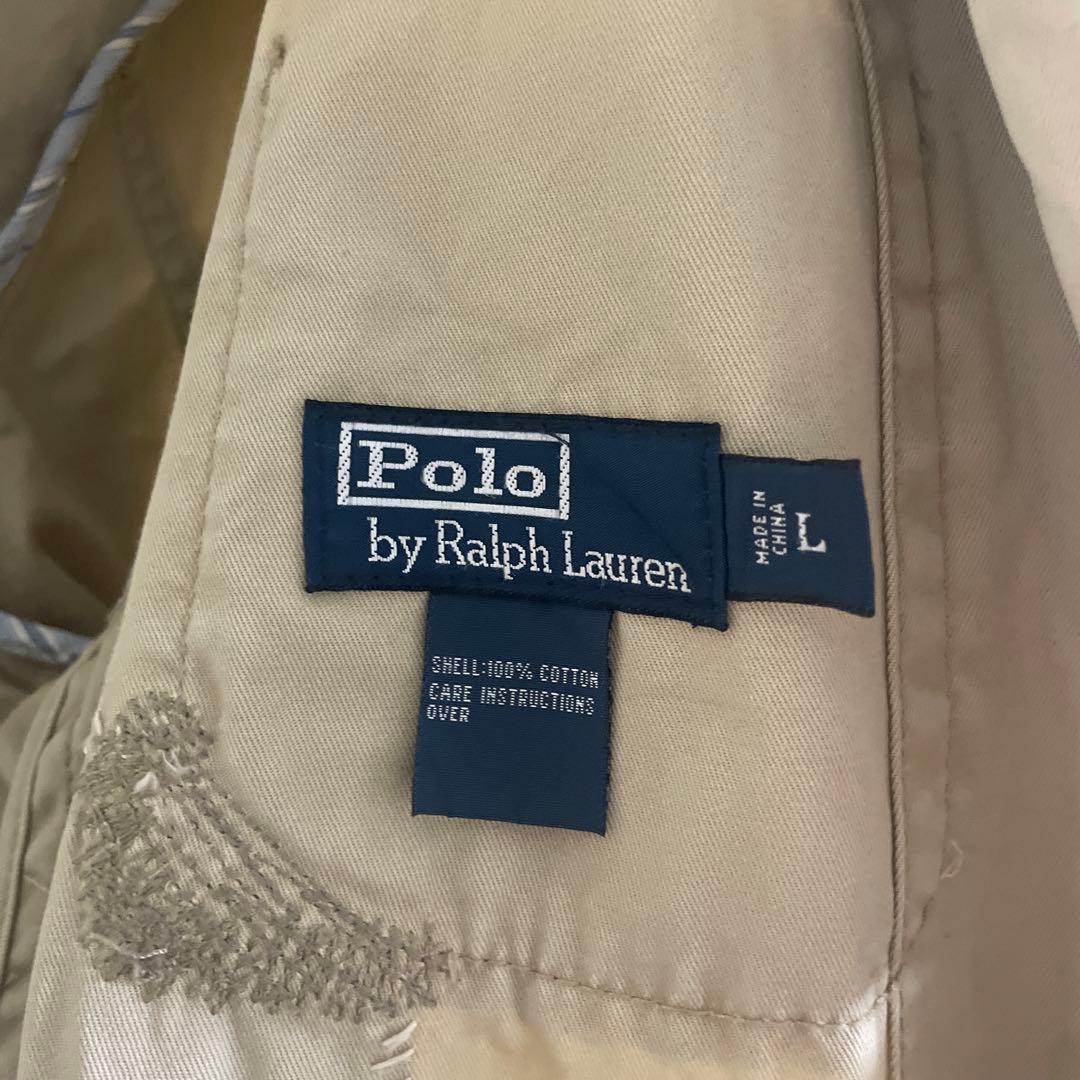 Polo
by Ralph Lauren
MADE IN
CHINA
L
SHELL:100% COTTON
CARE INSTRUCTIONS
OVER